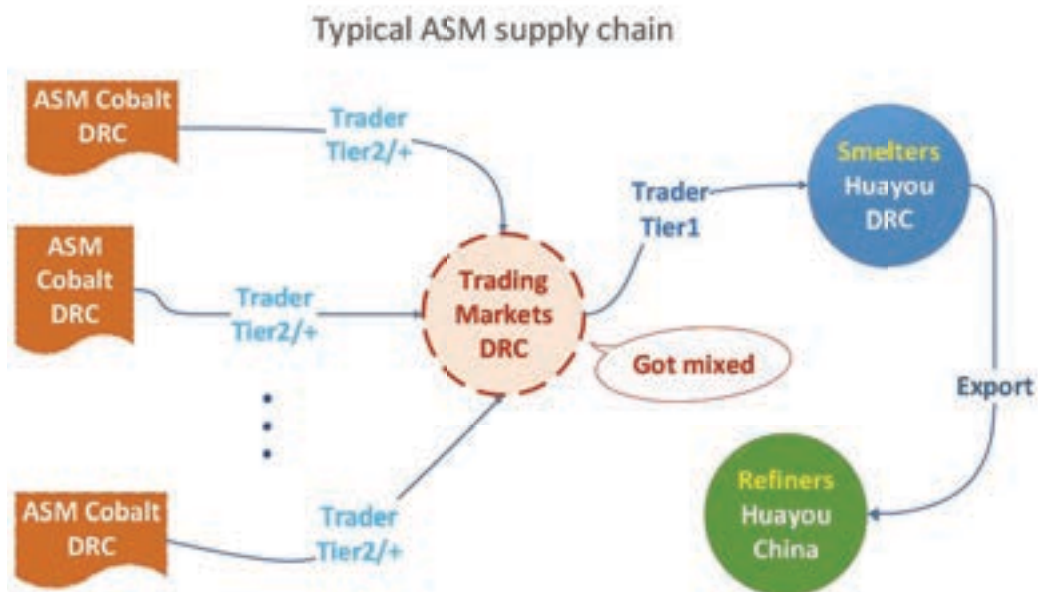 Typical ASM supply chain
ASM Cobalt
DRC
Trader
Tier2/+
ASM
Cobalt
DRC
Trader
Tier2/+
ASM Cobalt
DRC
Trader
Tier2/+
Trading
Markets
DRC
Got mixed
Trader
Tier1
Smelters
Huayou
DRC
Export
Refiners
Huayou
China